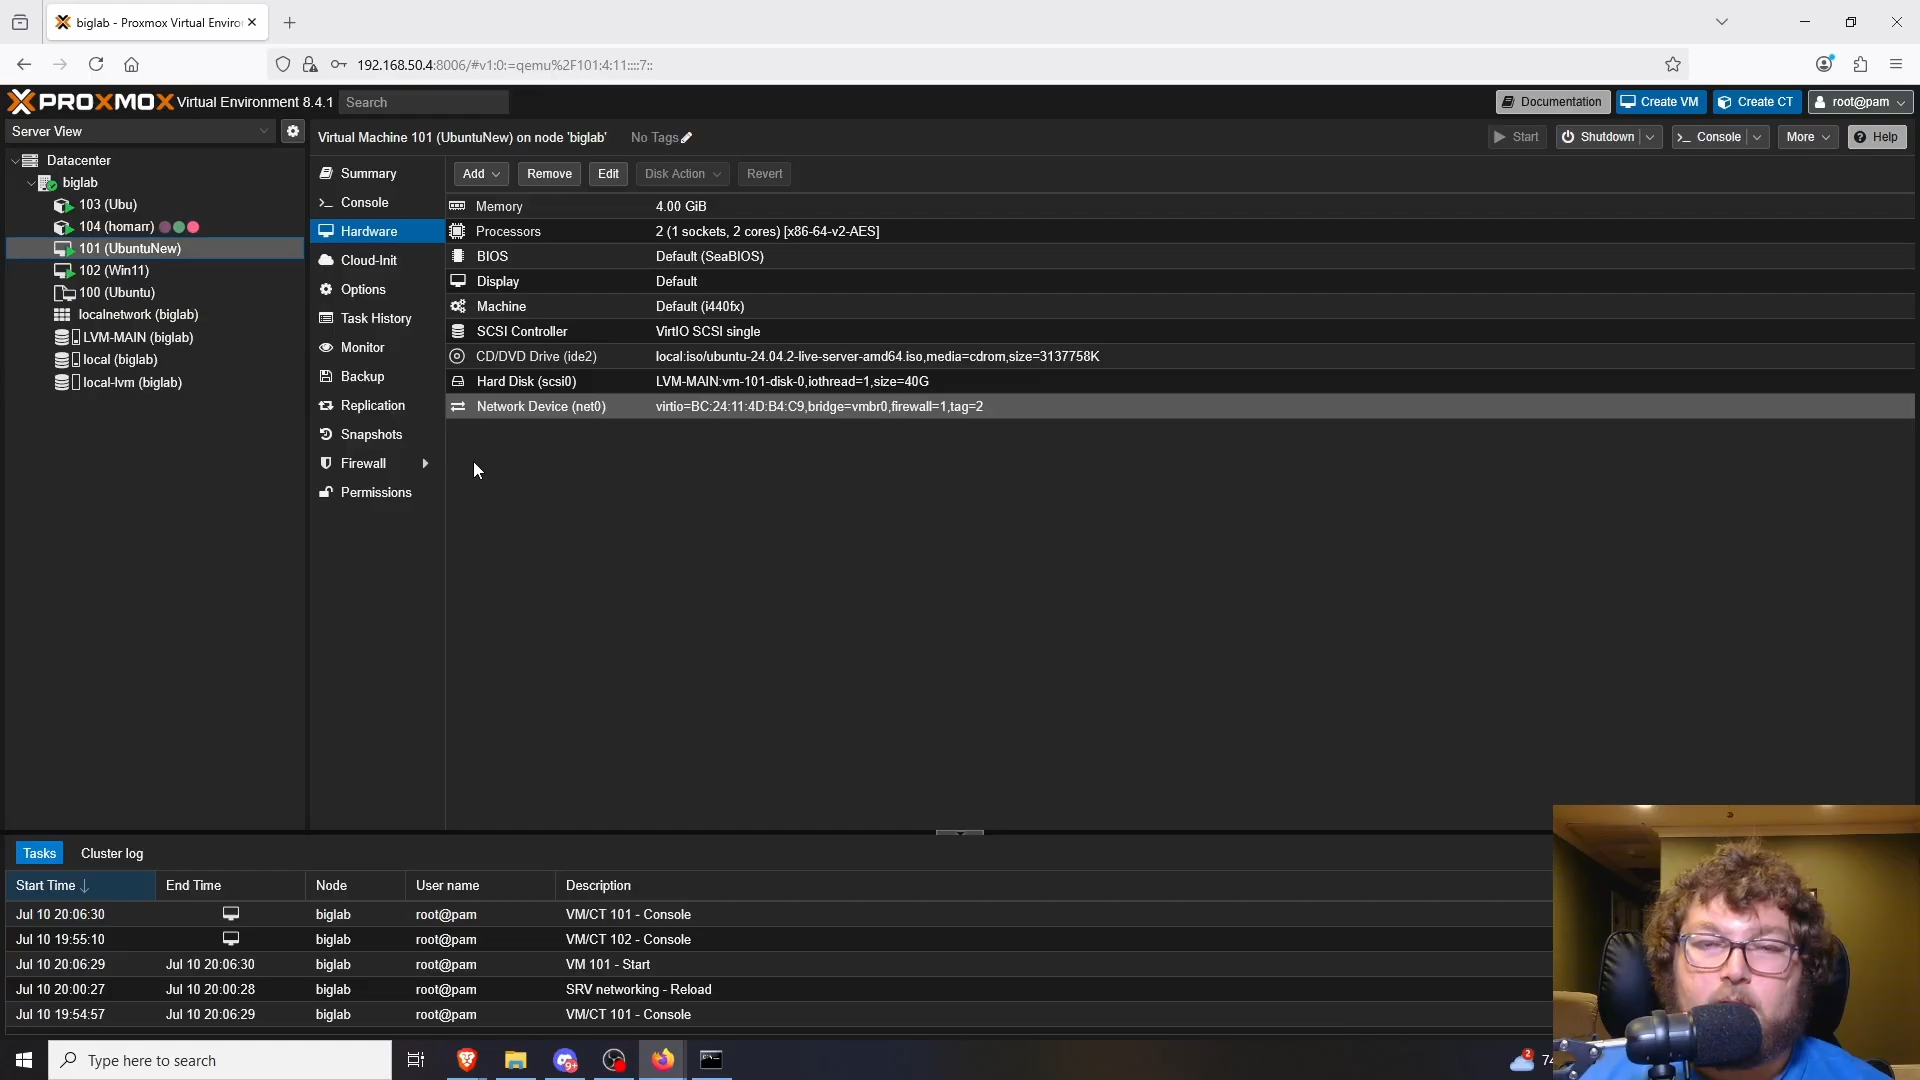 biglab - Proxmox Virtual Enviro
192.168.50.4:8006/#v1:0:=qemu%2F101:4:11::::7::
PROXMOX Virtual Environment 8.4.1
Search
Documentation
Create VM
Create CT
root@pam
Server View
Virtual Machine 101 (UbuntuNew) on node 'biglab'
No Tags
Start
Shutdown
Console
More
Help
Datacenter
biglab
103 (Ubu)
104 (homarr)
101 (UbuntuNew)
102 (Win11)
100 (Ubuntu)
localnetwork (biglab)
LVM-MAIN (biglab)
local (biglab)
local-lvm (biglab)
Summary
Console
Hardware
Cloud-Init
Options
Task History
Monitor
Backup
Replication
Snapshots
Firewall
Permissions
Add
Remove
Edit
Disk Action
Revert
Memory 4.00 GiB
Processors 2 (1 sockets, 2 cores) [x86-64-v2-AES]
BIOS Default (SeaBIOS)
Display Default
Machine Default (i440fx)
SCSI Controller VirtIO SCSI single
CD/DVD Drive (ide2) local:iso/ubuntu-24.04.2-live-server-amd64.iso,media=cdrom,size=3137758K
Hard Disk (scsi0) LVM-MAIN:vm-101-disk-0,iothread=1,size=40G
Network Device (net0) virtio=BC:24:11:4D:B4:C9,bridge=vmbr0,firewall=1,tag=2
Tasks
Cluster log
Start Time End Time Node User name Description
Jul 10 20:06:30 biglab root@pam VM/CT 101 - Console
Jul 10 19:55:10 biglab root@pam VM/CT 102 - Console
Jul 10 20:06:29 Jul 10 20:06:30 biglab root@pam VM 101 - Start
Jul 10 20:00:27 Jul 10 20:00:28 biglab root@pam SRV networking - Reload
Jul 10 19:54:57 Jul 10 20:06:29 biglab root@pam VM/CT 101 - Console
Type here to search
9+
2
74